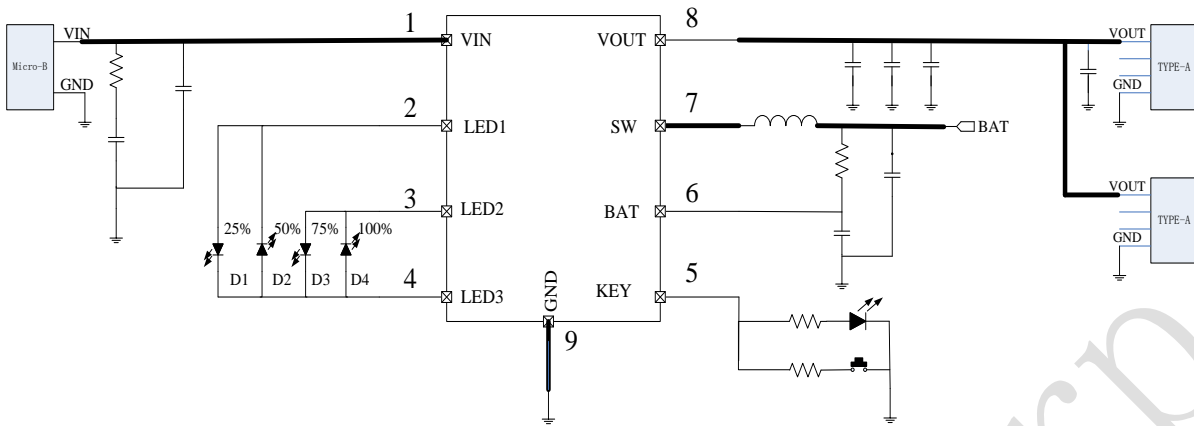 1
8
VIN
VIN
VOUT
VOUT
Micro-B
TYPE-A
GND
GND
2
7
LED1
SW
BAT
3
6
LED2
BAT
VOUT
25%
50%
75%
100%
TYPE-A
GND
D1
D2
D3
D4
4
5
LED3
GND
KEY
9
rp